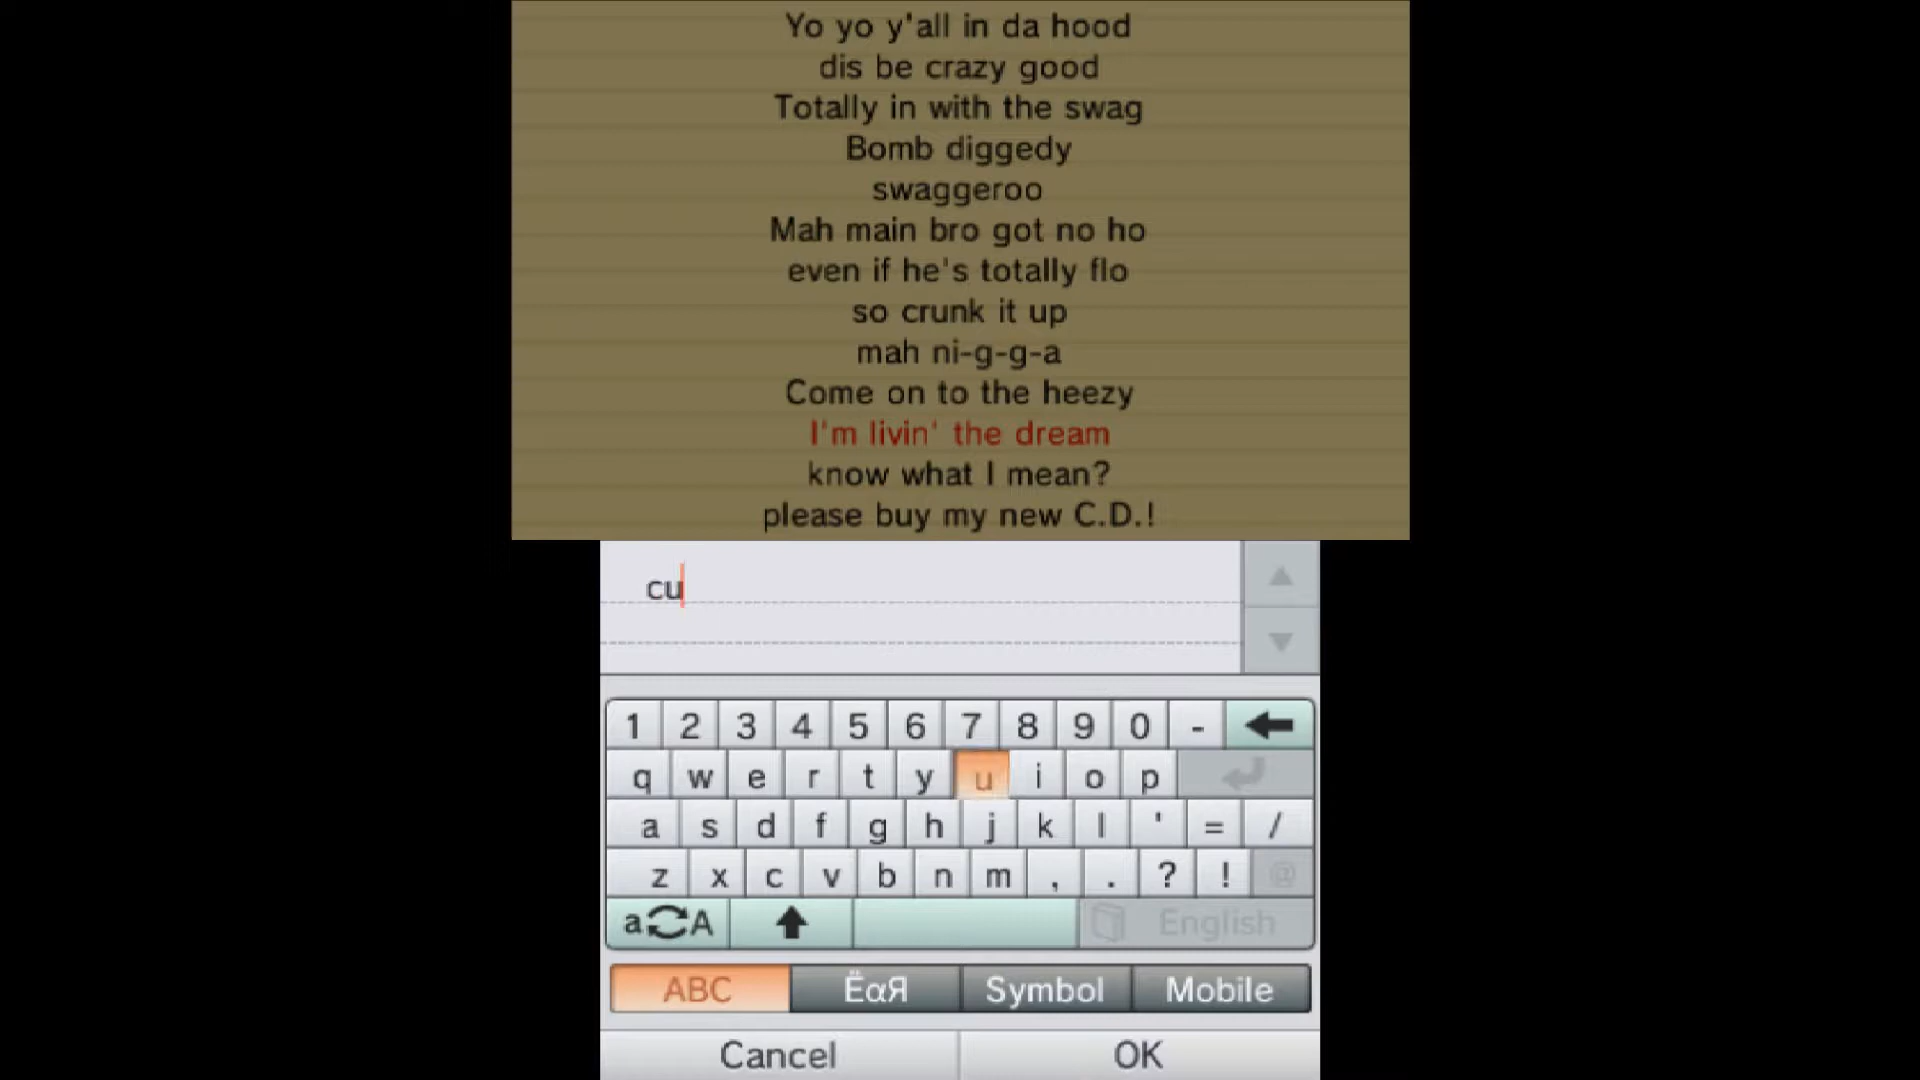 Yo yo y'all in da hood
dis be crazy good
Totally in with the swag
Bomb diggedy
swaggeroo
Mah main bro got no ho
even if he's totally flo
so crunk it up
mah ni-g-g-a
Come on to the heezy
I'm livin' the dream
know what I mean?
please buy my new C.D.!
cu
1 2 3 4 5 6 7 8 9 0 -
q w e r t y u i o p
a s d f g h j k l ' = /
z x c v b n m , . ? ! @
a A English
ABC ЁαЯ Symbol Mobile
Cancel OK